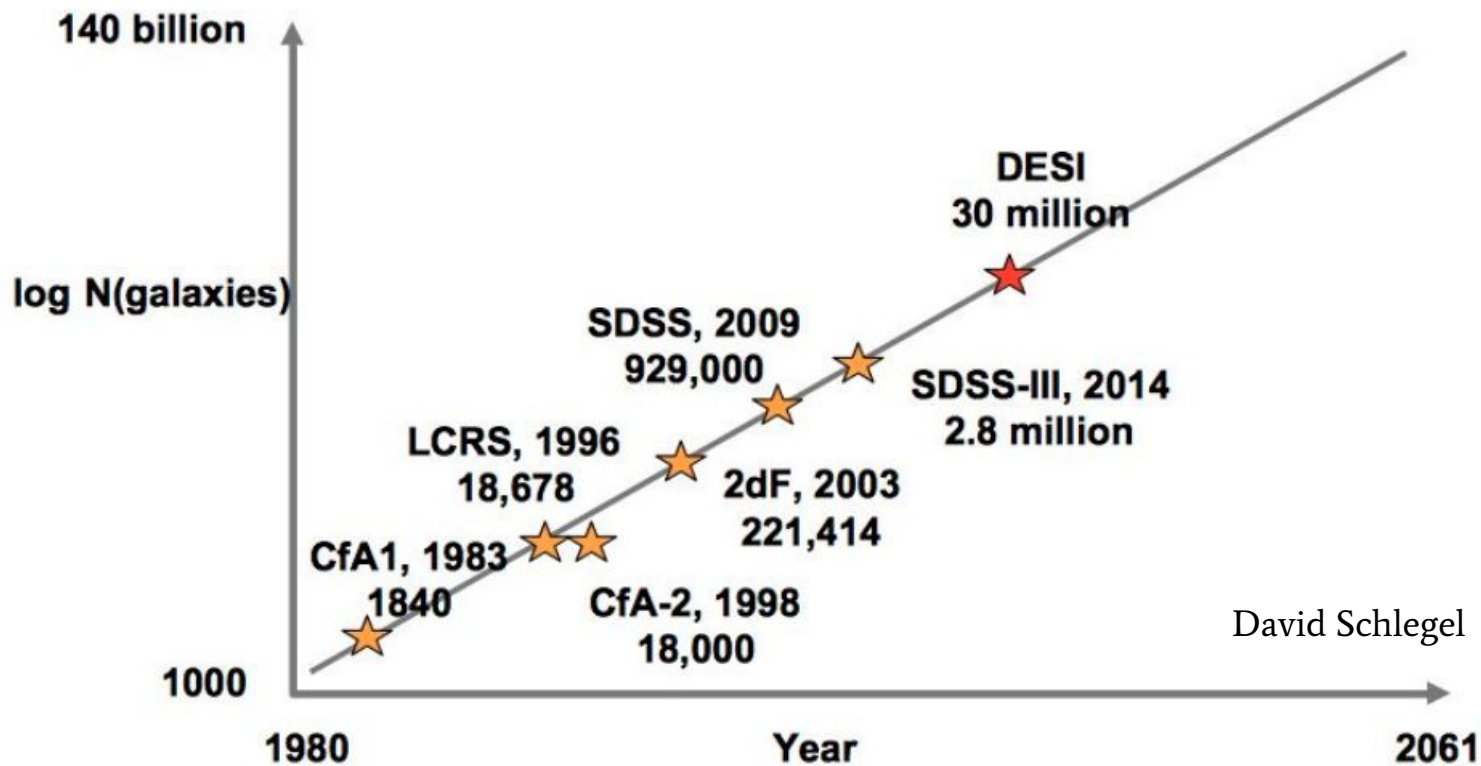 140 billion
DESI
30 million
log N(galaxies)
SDSS, 2009
929,000
SDSS-III, 2014
2.8 million
LCRS, 1996
18,678
2dF, 2003
221,414
CfA1, 1983
1840
CfA-2, 1998
18,000
David Schlegel
1000
1980
Year
2061